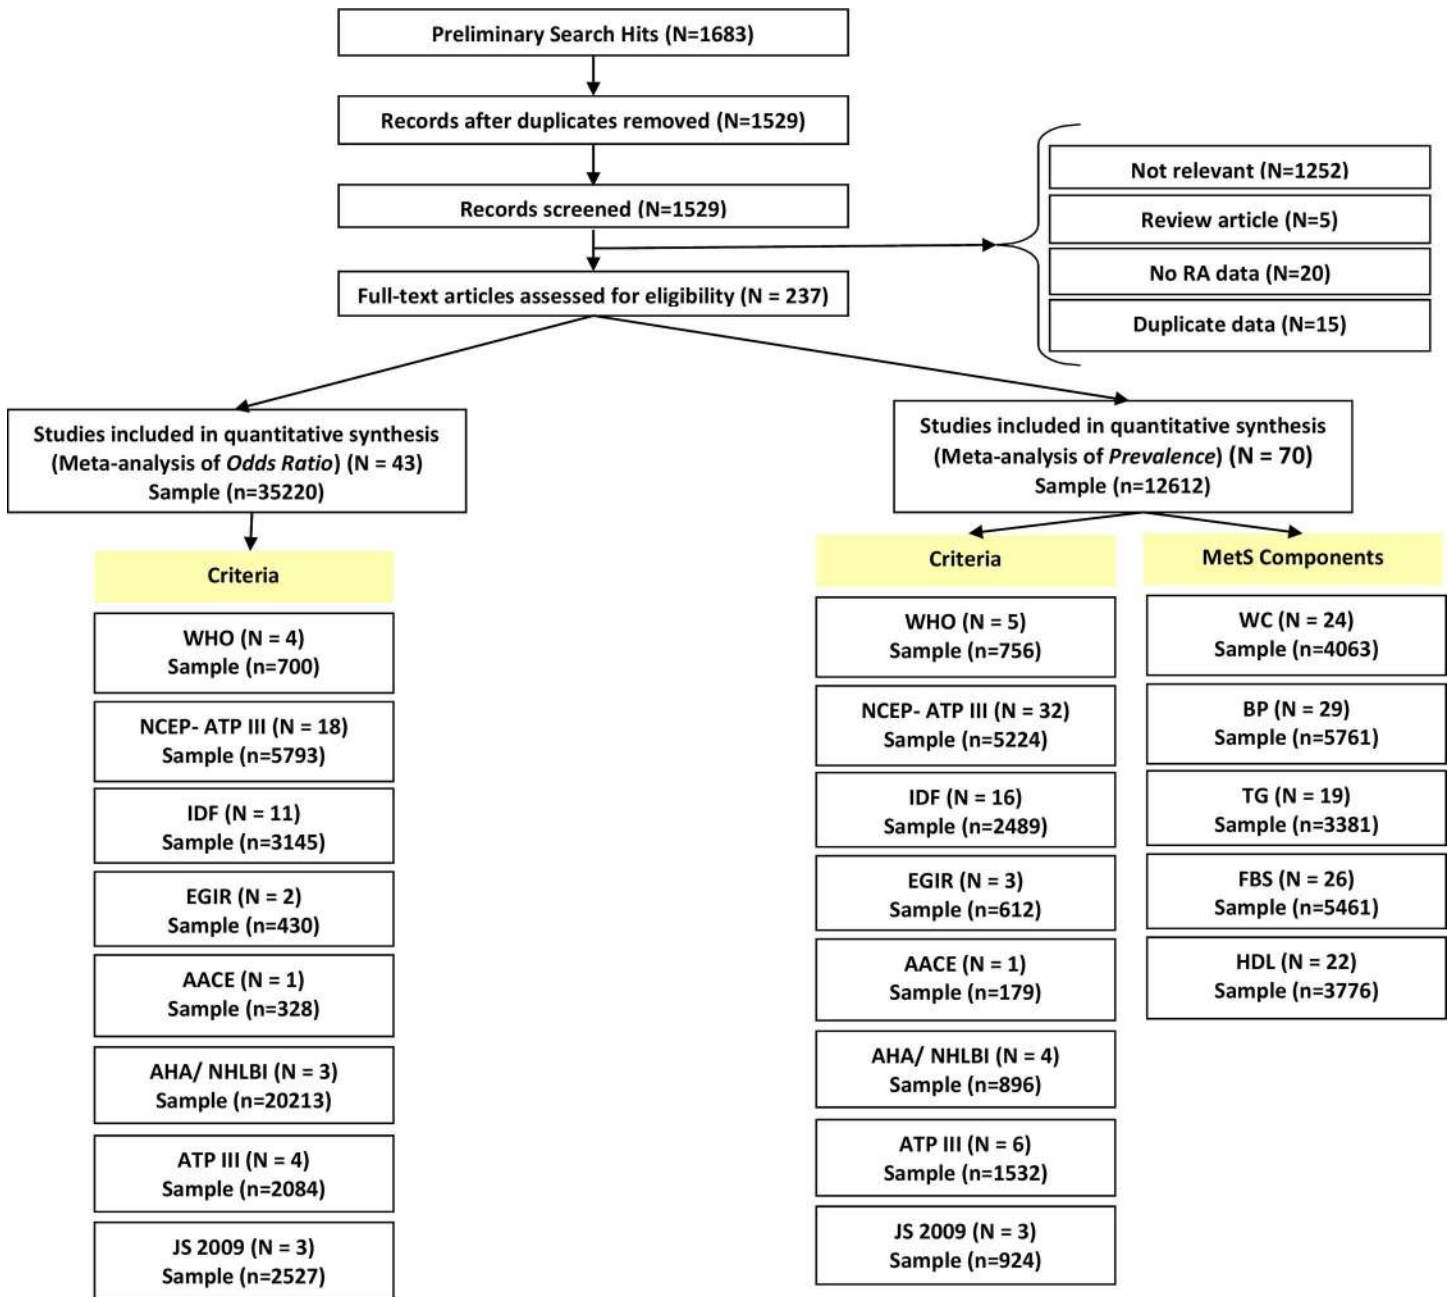 Preliminary Search Hits (N=1683)
Records after duplicates removed (N=1529)
Records screened (N=1529)
Not relevant (N=1252)
Review article (N=5)
No RA data (N=20)
Duplicate data (N=15)
Full-text articles assessed for eligibility (N = 237)
Studies included in quantitative synthesis
(Meta-analysis of Odds Ratio) (N = 43)
Sample (n=35220)
Criteria
WHO (N = 4)
Sample (n=700)
NCEP- ATP III (N = 18)
Sample (n=5793)
IDF (N = 11)
Sample (n=3145)
EGIR (N = 2)
Sample (n=430)
AACE (N = 1)
Sample (n=328)
AHA/ NHLBI (N = 3)
Sample (n=20213)
ATP III (N = 4)
Sample (n=2084)
JS 2009 (N = 3)
Sample (n=2527)
Studies included in quantitative synthesis
(Meta-analysis of Prevalence) (N = 70)
Sample (n=12612)
Criteria
WHO (N = 5)
Sample (n=756)
NCEP- ATP III (N = 32)
Sample (n=5224)
IDF (N = 16)
Sample (n=2489)
EGIR (N = 3)
Sample (n=612)
AACE (N = 1)
Sample (n=179)
AHA/ NHLBI (N = 4)
Sample (n=896)
ATP III (N = 6)
Sample (n=1532)
JS 2009 (N = 3)
Sample (n=924)
MetS Components
WC (N = 24)
Sample (n=4063)
BP (N = 29)
Sample (n=5761)
TG (N = 19)
Sample (n=3381)
FBS (N = 26)
Sample (n=5461)
HDL (N = 22)
Sample (n=3776)